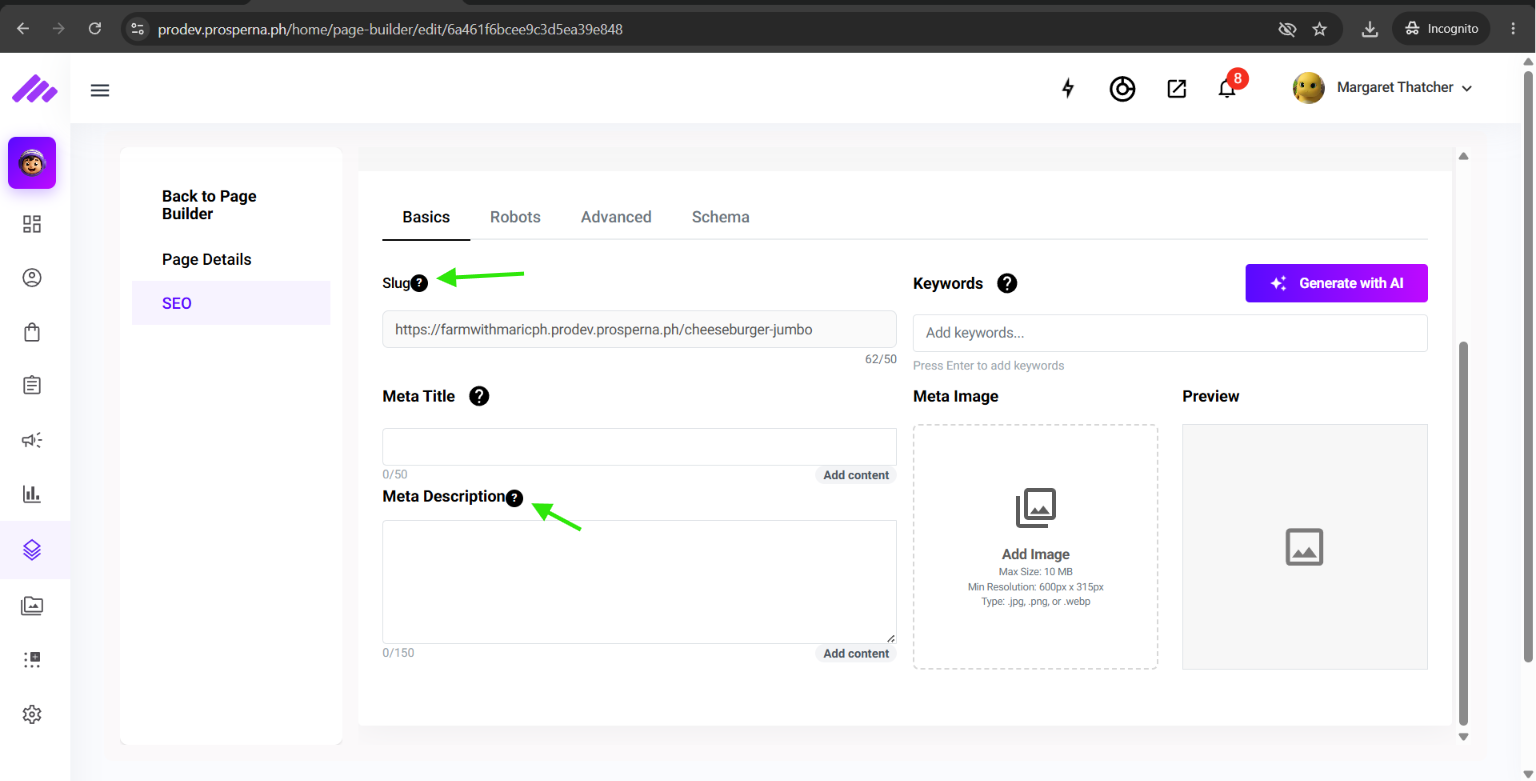 prodev.prosperna.ph/home/page-builder/edit/6a461f6bcee9c3d5ea39e848
Incognito
8
Margaret Thatcher
Back to Page
Builder
Page Details
SEO
Basics
Robots
Advanced
Schema
Slug
?
Keywords
?
Generate with AI
https://farmwithmaricph.prodev.prosperna.ph/cheeseburger-jumbo
62/50
Add keywords...
Press Enter to add keywords
Meta Title
?
Meta Image
Preview
0/50
Add content
Meta Description
?
Add Image
Max Size: 10 MB
Min Resolution: 600px x 315px
Type: .jpg, .png, or .webp
0/150
Add content